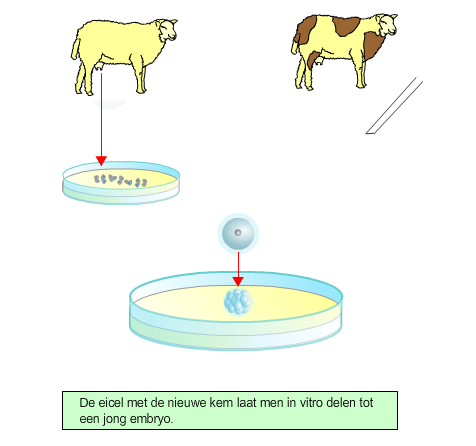 De eicel met de nieuwe kern laat men in vitro delen tot
een jong embryo.